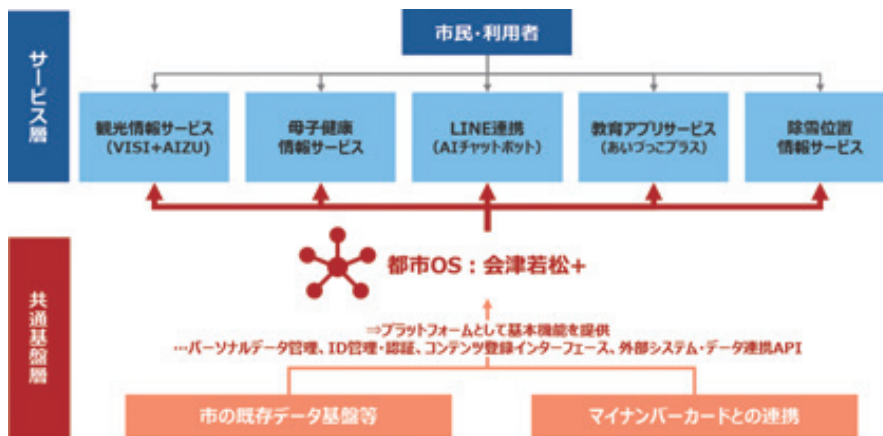 サービス層
市民・利用者
観光情報サービス
(VISI+AIZU)
母子健康
情報サービス
LINE連携
(AIチャットボット)
教育アプリサービス
(あいづっこプラス)
除雪位置
情報サービス
共通基盤層
都市OS：会津若松+
⇒プラットフォームとして基本機能を提供
…パーソナルデータ管理、ID管理・認証、コンテンツ登録インターフェース、外部システム・データ連携API
市の既存データ基盤等
マイナンバーカードとの連携